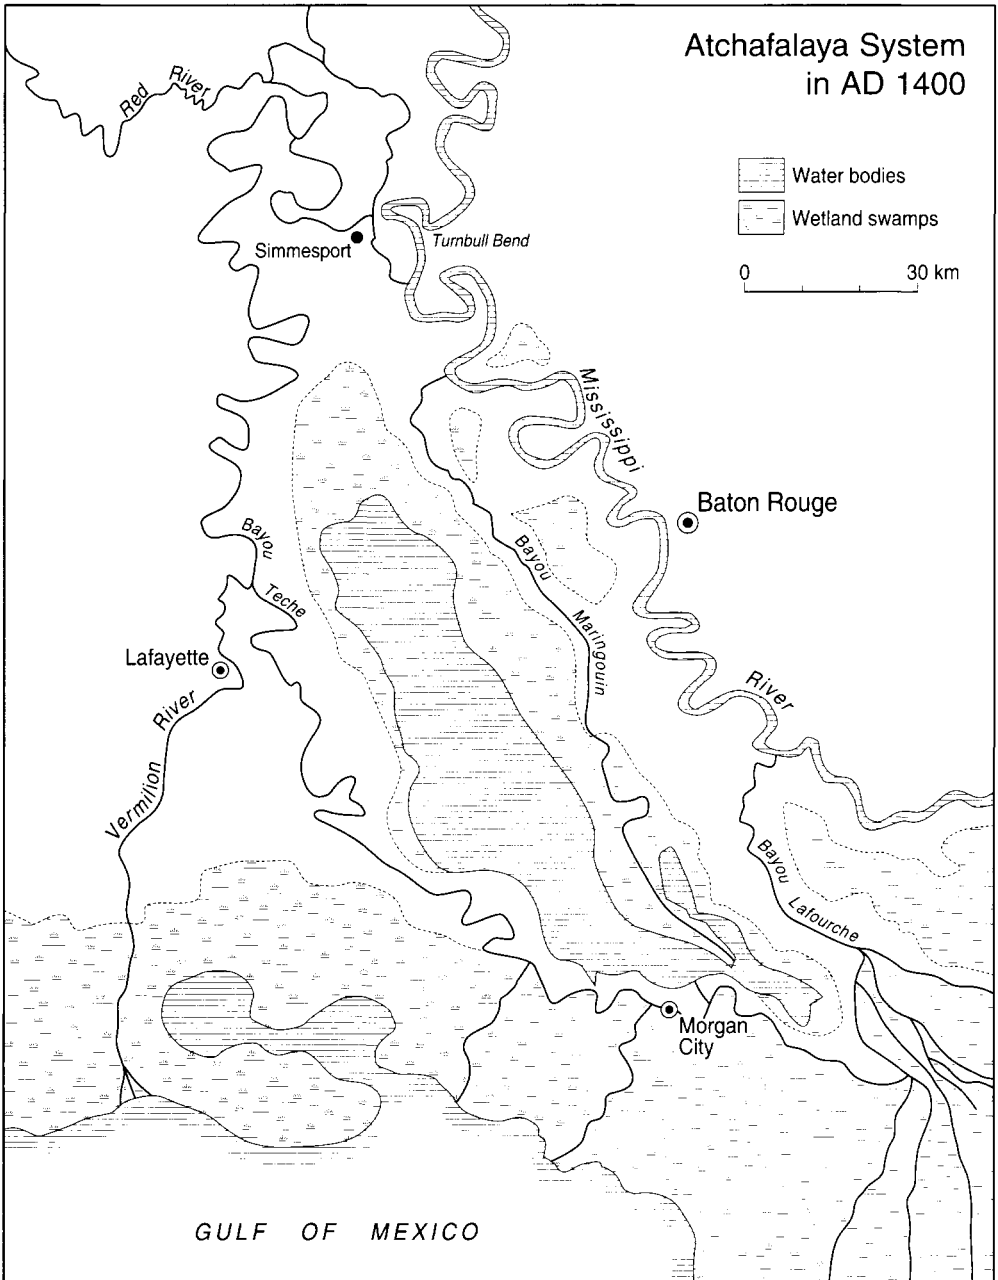 Atchafalaya System
in AD 1400
Red River
Water bodies
Wetland swamps
0 30 km
Simmesport
Turnbull Bend
Mississippi
Baton Rouge
Bayou
Teche
Bayou
Maringouin
Lafayette
River
Vermilion
River
Bayou
Lafourche
Morgan
City
GULF OF MEXICO